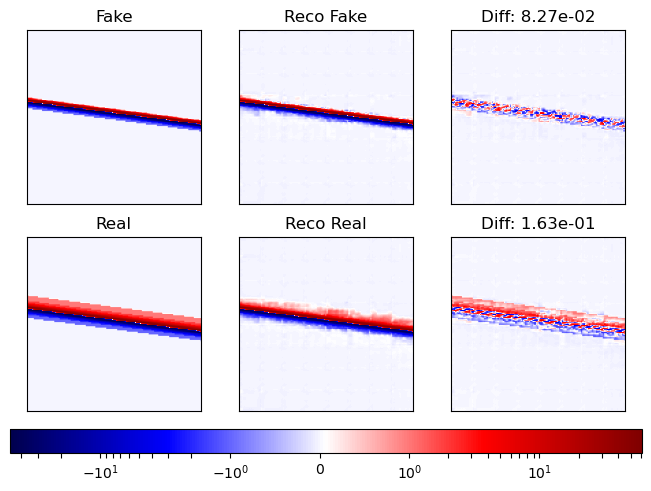 Fake Reco Fake Diff: 8.27e-02
Real Reco Real Diff: 1.63e-01
−10¹ −10⁰ 0 10⁰ 10¹